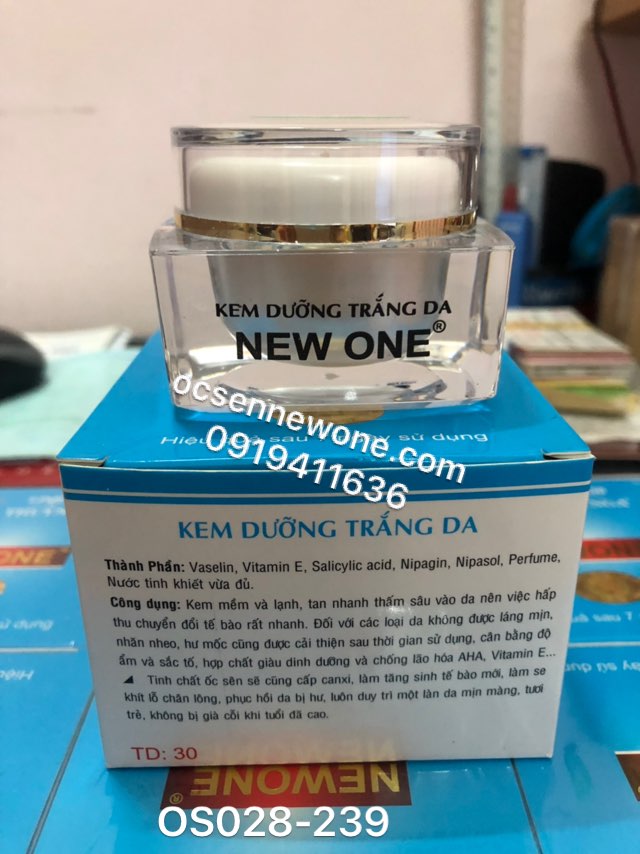 KEM DƯỠNG TRẮNG DA
NEW ONE®
ocsennewone.com
0919411636
Hiệu sau sử dụng
KEM DƯỠNG TRẮNG DA
Thành Phần: Vaselin, Vitamin E, Salicylic acid, Nipagin, Nipasol, Perfume,
Nước tinh khiết vừa đủ.
Công dụng: Kem mềm và lạnh, tan nhanh thấm sâu vào da nên việc hấp
thu chuyển đổi tế bào rất nhanh. Đối với các loại da không được láng mịn,
nhăn nheo, hư mốc cũng được cải thiện sau thời gian sử dụng, cân bằng độ
ẩm và sắc tố, hợp chất giàu dinh dưỡng và chống lão hóa AHA, Vitamin E...
Tinh chất ốc sên sẽ cũng cấp canxi, làm tăng sinh tế bào mới, làm se
khít lỗ chân lông, phục hồi da bị hư, luôn duy trì một làn da mịn màng, tươi
trẻ, không bị già cỗi khi tuổi đã cao.
TD: 30
NEWONE
®
OS028-239